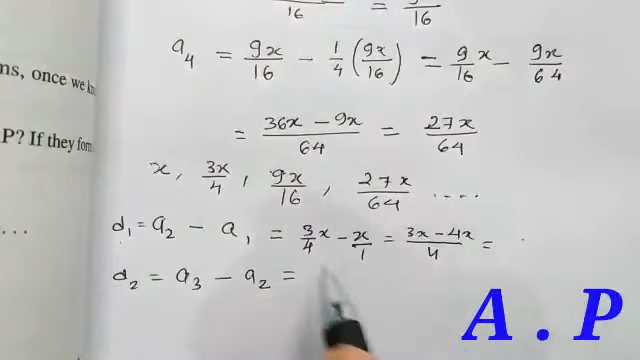 16 = 16
a₄ = 9x/16 − 1/4 (9x/16) = 9/16 x − 9x/64
ns, once we
= (36x − 9x)/64 = 27x/64
P? If they form
x, 3x/4, 9x/16, 27x/64 ....
...
d₁ = a₂ − a₁ = 3/4 x − x/1 = (3x − 4x)/4 =
d₂ = a₃ − a₂ =
A . P